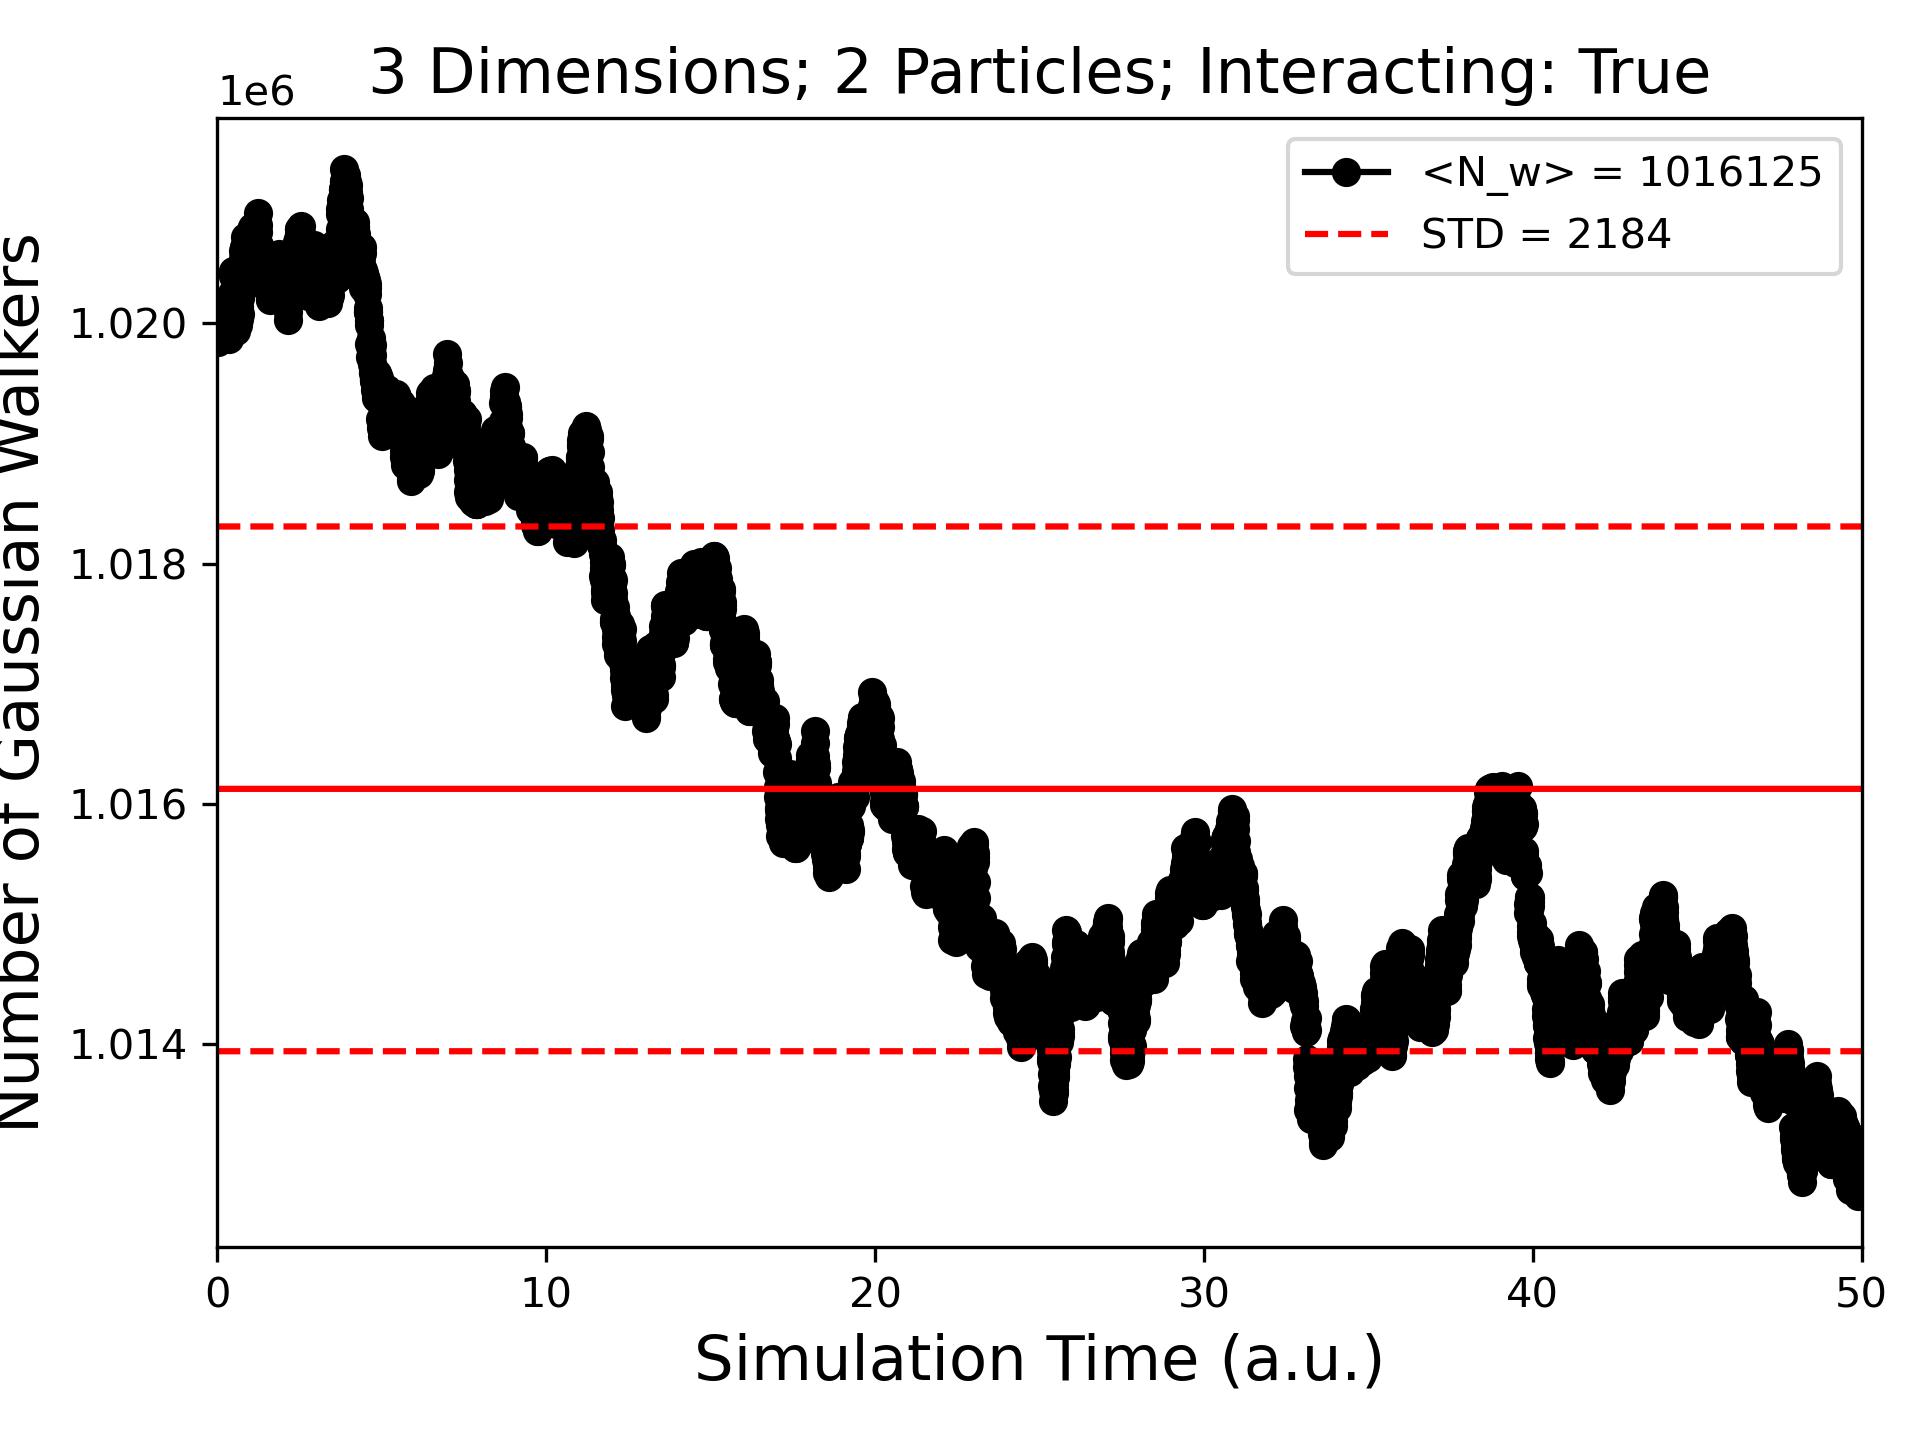 3 Dimensions; 2 Particles; Interacting: True
1e6
<N_w> = 1016125
STD = 2184
Number of Gaussian Walkers
1.020
1.018
1.016
1.014
0 10 20 30 40 50
Simulation Time (a.u.)